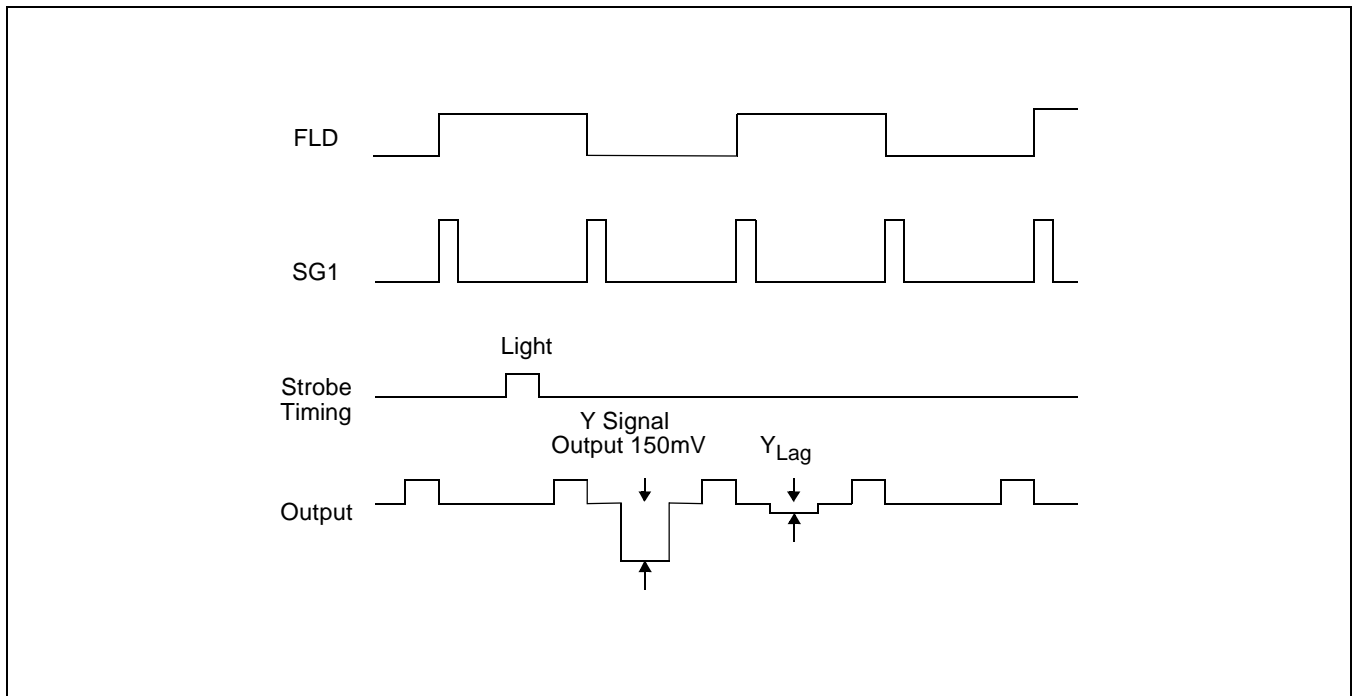 FLD
SG1
Light
Strobe
Timing
Y Signal
Output 150mV
YLag
Output